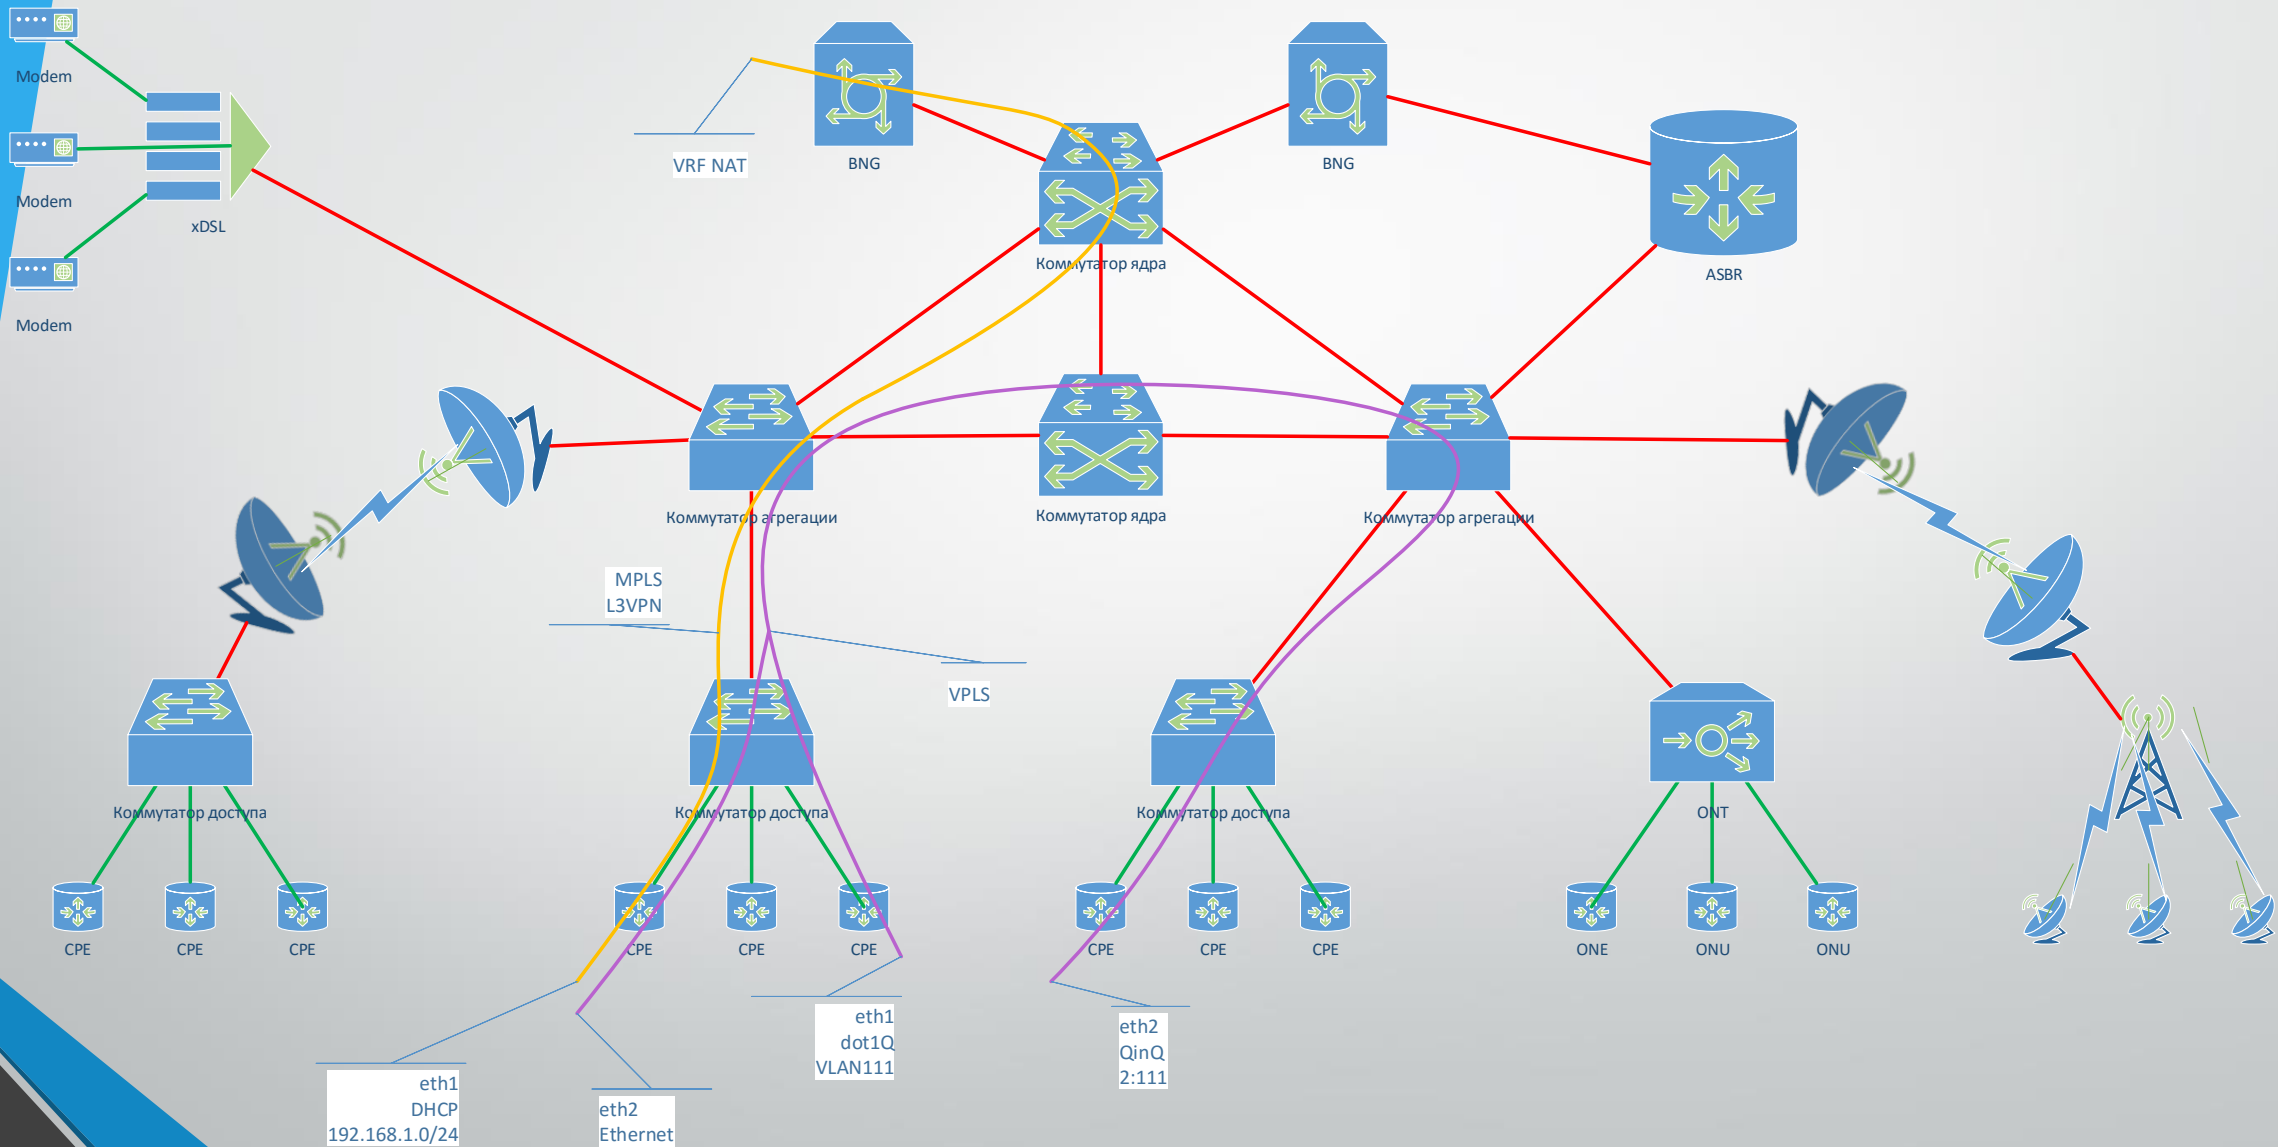 Modem
Modem
Modem
xDSL
VRF NAT
BNG
BNG
Коммутатор ядра
ASBR
Коммутатор агрегации
Коммутатор ядра
Коммутатор агрегации
MPLS
L3VPN
VPLS
Коммутатор доступа
Коммутатор доступа
Коммутатор доступа
ONT
CPE
CPE
CPE
CPE
CPE
CPE
CPE
CPE
CPE
ONE
ONU
ONU
eth1
DHCP
192.168.1.0/24
eth2
Ethernet
eth1
dot1Q
VLAN111
eth2
QinQ
2:111